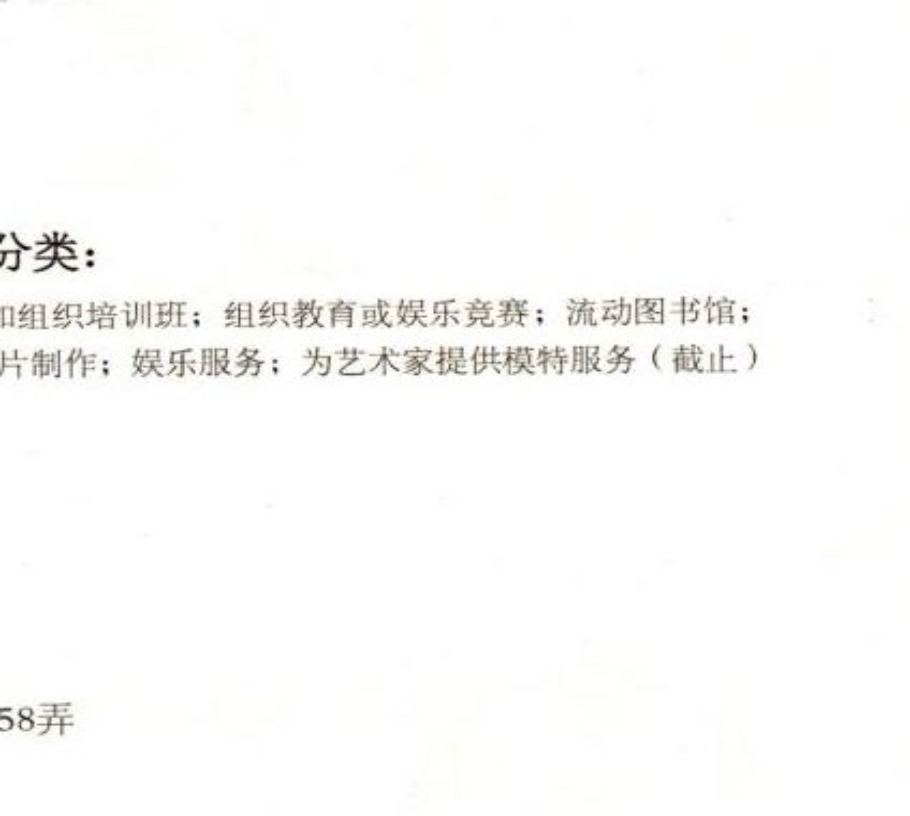 分类：
和组织培训班；组织教育或娱乐竞赛；流动图书馆；
片制作；娱乐服务；为艺术家提供模特服务（截止）
58弄